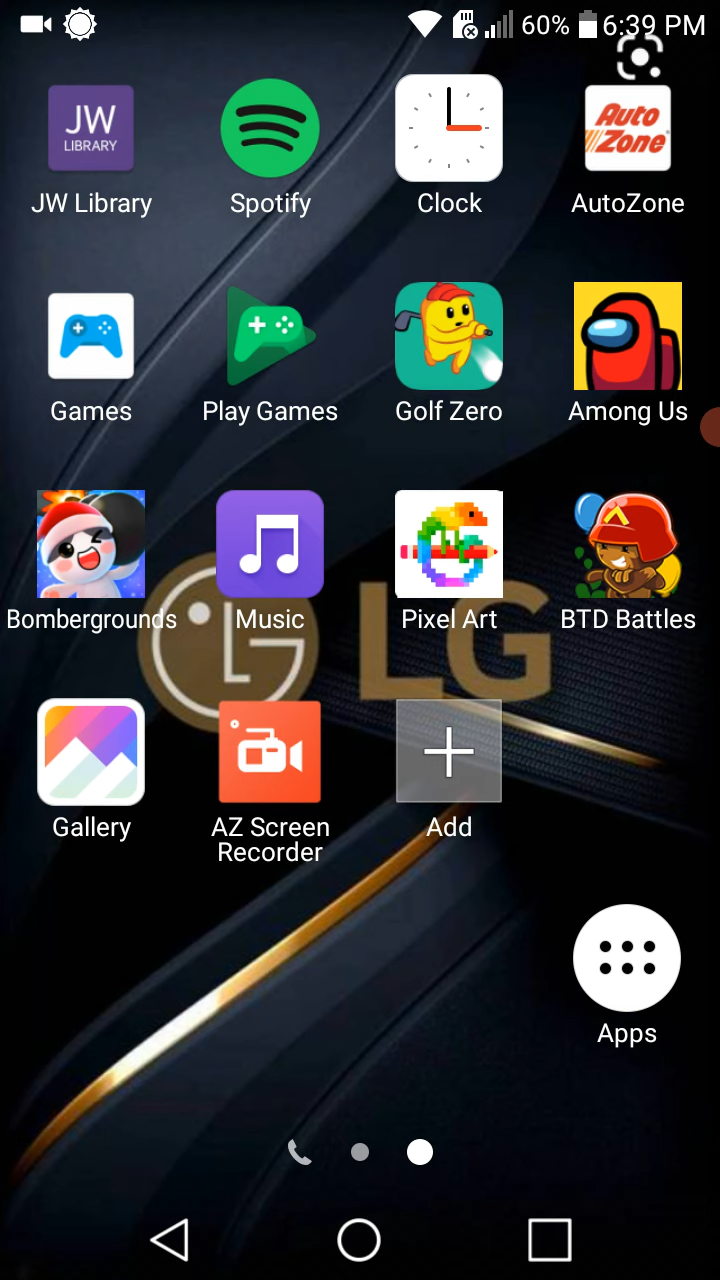 60% 6:39 PM
JW
LIBRARY
Auto
Zone
JW Library Spotify Clock AutoZone
Games Play Games Golf Zero Among Us
Bombergrounds Music Pixel Art BTD Battles
LG LG
Gallery AZ Screen Recorder Add
Apps